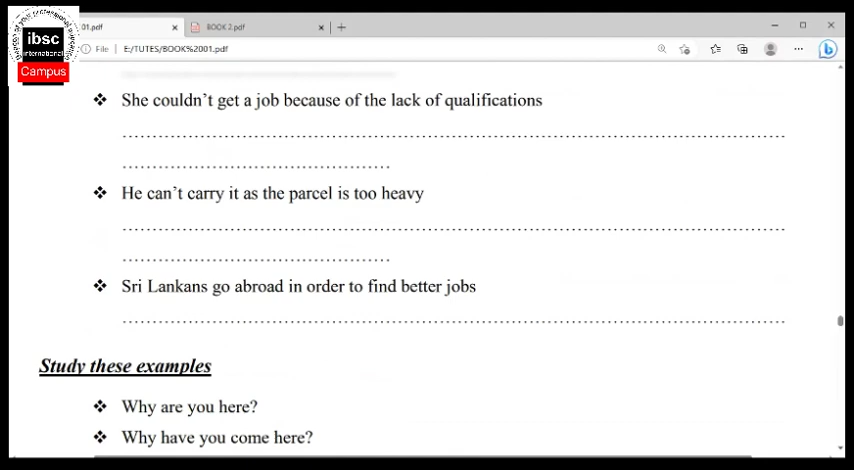 01.pdf
BOOK 2.pdf
ibsc
international
Campus
File
E:/TUTES/BOOK%2001.pdf
❖ She couldn't get a job because of the lack of qualifications
........................................................................................................................
................................................
❖ He can't carry it as the parcel is too heavy
........................................................................................................................
................................................
❖ Sri Lankans go abroad in order to find better jobs
........................................................................................................................
Study these examples
❖ Why are you here?
❖ Why have you come here?